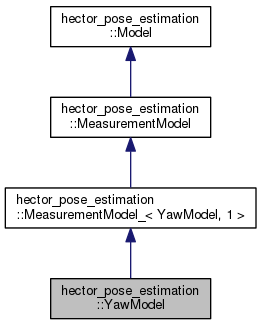 hector_pose_estimation
::Model
hector_pose_estimation
::MeasurementModel
hector_pose_estimation
::MeasurementModel_< YawModel, 1 >
hector_pose_estimation
::YawModel